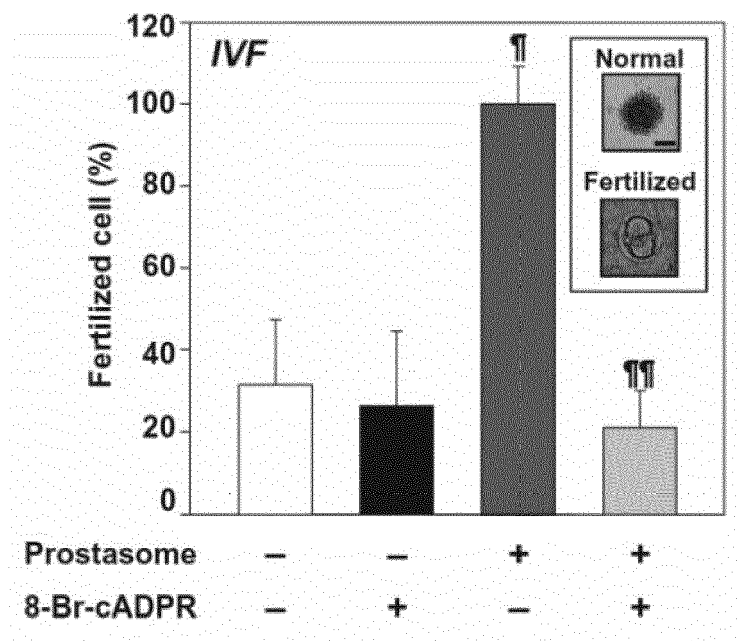 120
IVF
¶
Normal
100
Fertilized cell (%)
80
Fertilized
60
40
¶¶
20
0
Prostasome – – + +
8-Br-cADPR – + – +